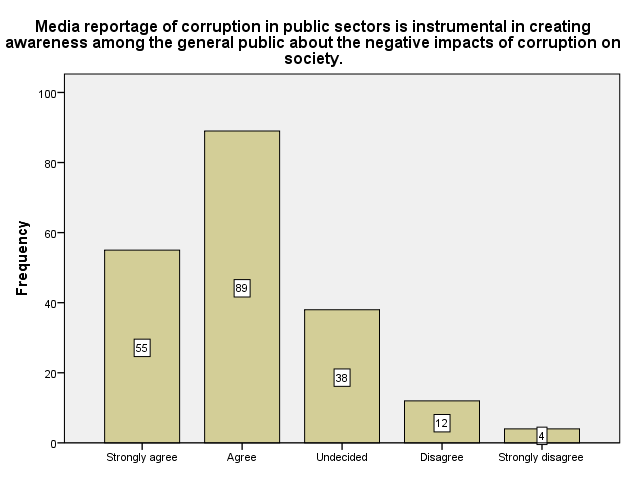 Media reportage of corruption in public sectors is instrumental in creating
awareness among the general public about the negative impacts of corruption on
society.
100
80
60
40
20
0
Frequency
55
89
38
12
4
Strongly agree
Agree
Undecided
Disagree
Strongly disagree